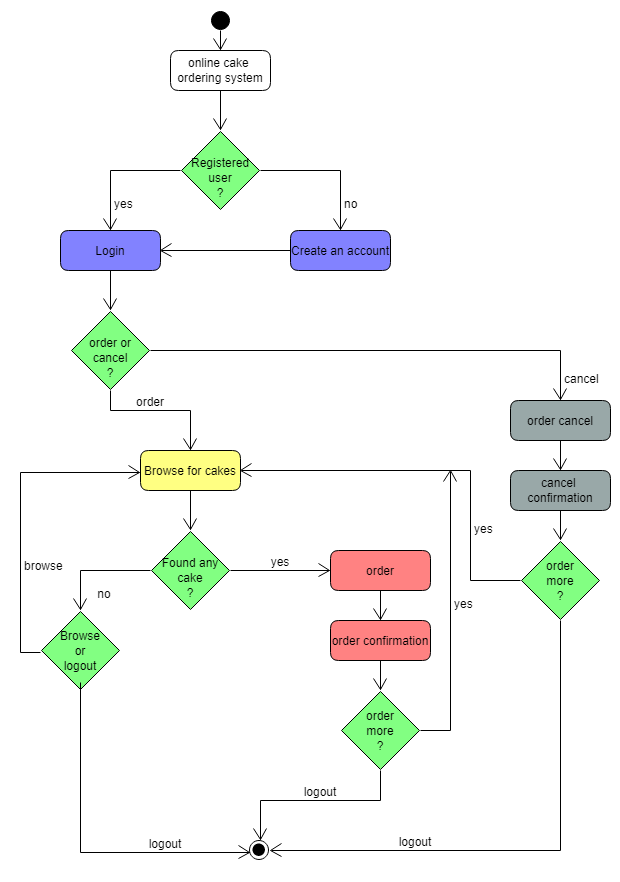 online cake
ordering system
Registered
user
?
yes
no
Login
Create an account
order or
cancel
?
cancel
order
order cancel
Browse for cakes
cancel
confirmation
yes
browse
Found any
cake
?
yes
order
order
more
?
no
yes
Browse
or
logout
order confirmation
order
more
?
logout
logout
logout